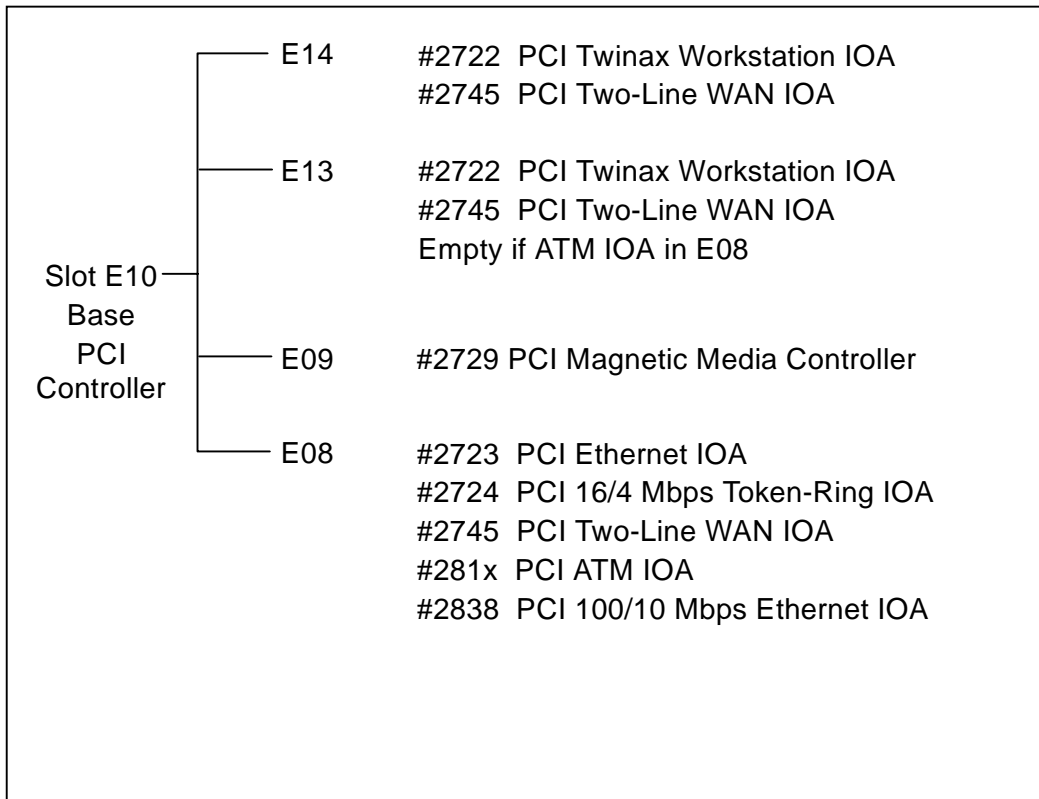 E14 #2722 PCI Twinax Workstation IOA
#2745 PCI Two-Line WAN IOA
E13 #2722 PCI Twinax Workstation IOA
#2745 PCI Two-Line WAN IOA
Empty if ATM IOA in E08
Slot E10
Base
PCI
Controller
E09 #2729 PCI Magnetic Media Controller
E08 #2723 PCI Ethernet IOA
#2724 PCI 16/4 Mbps Token-Ring IOA
#2745 PCI Two-Line WAN IOA
#281x PCI ATM IOA
#2838 PCI 100/10 Mbps Ethernet IOA